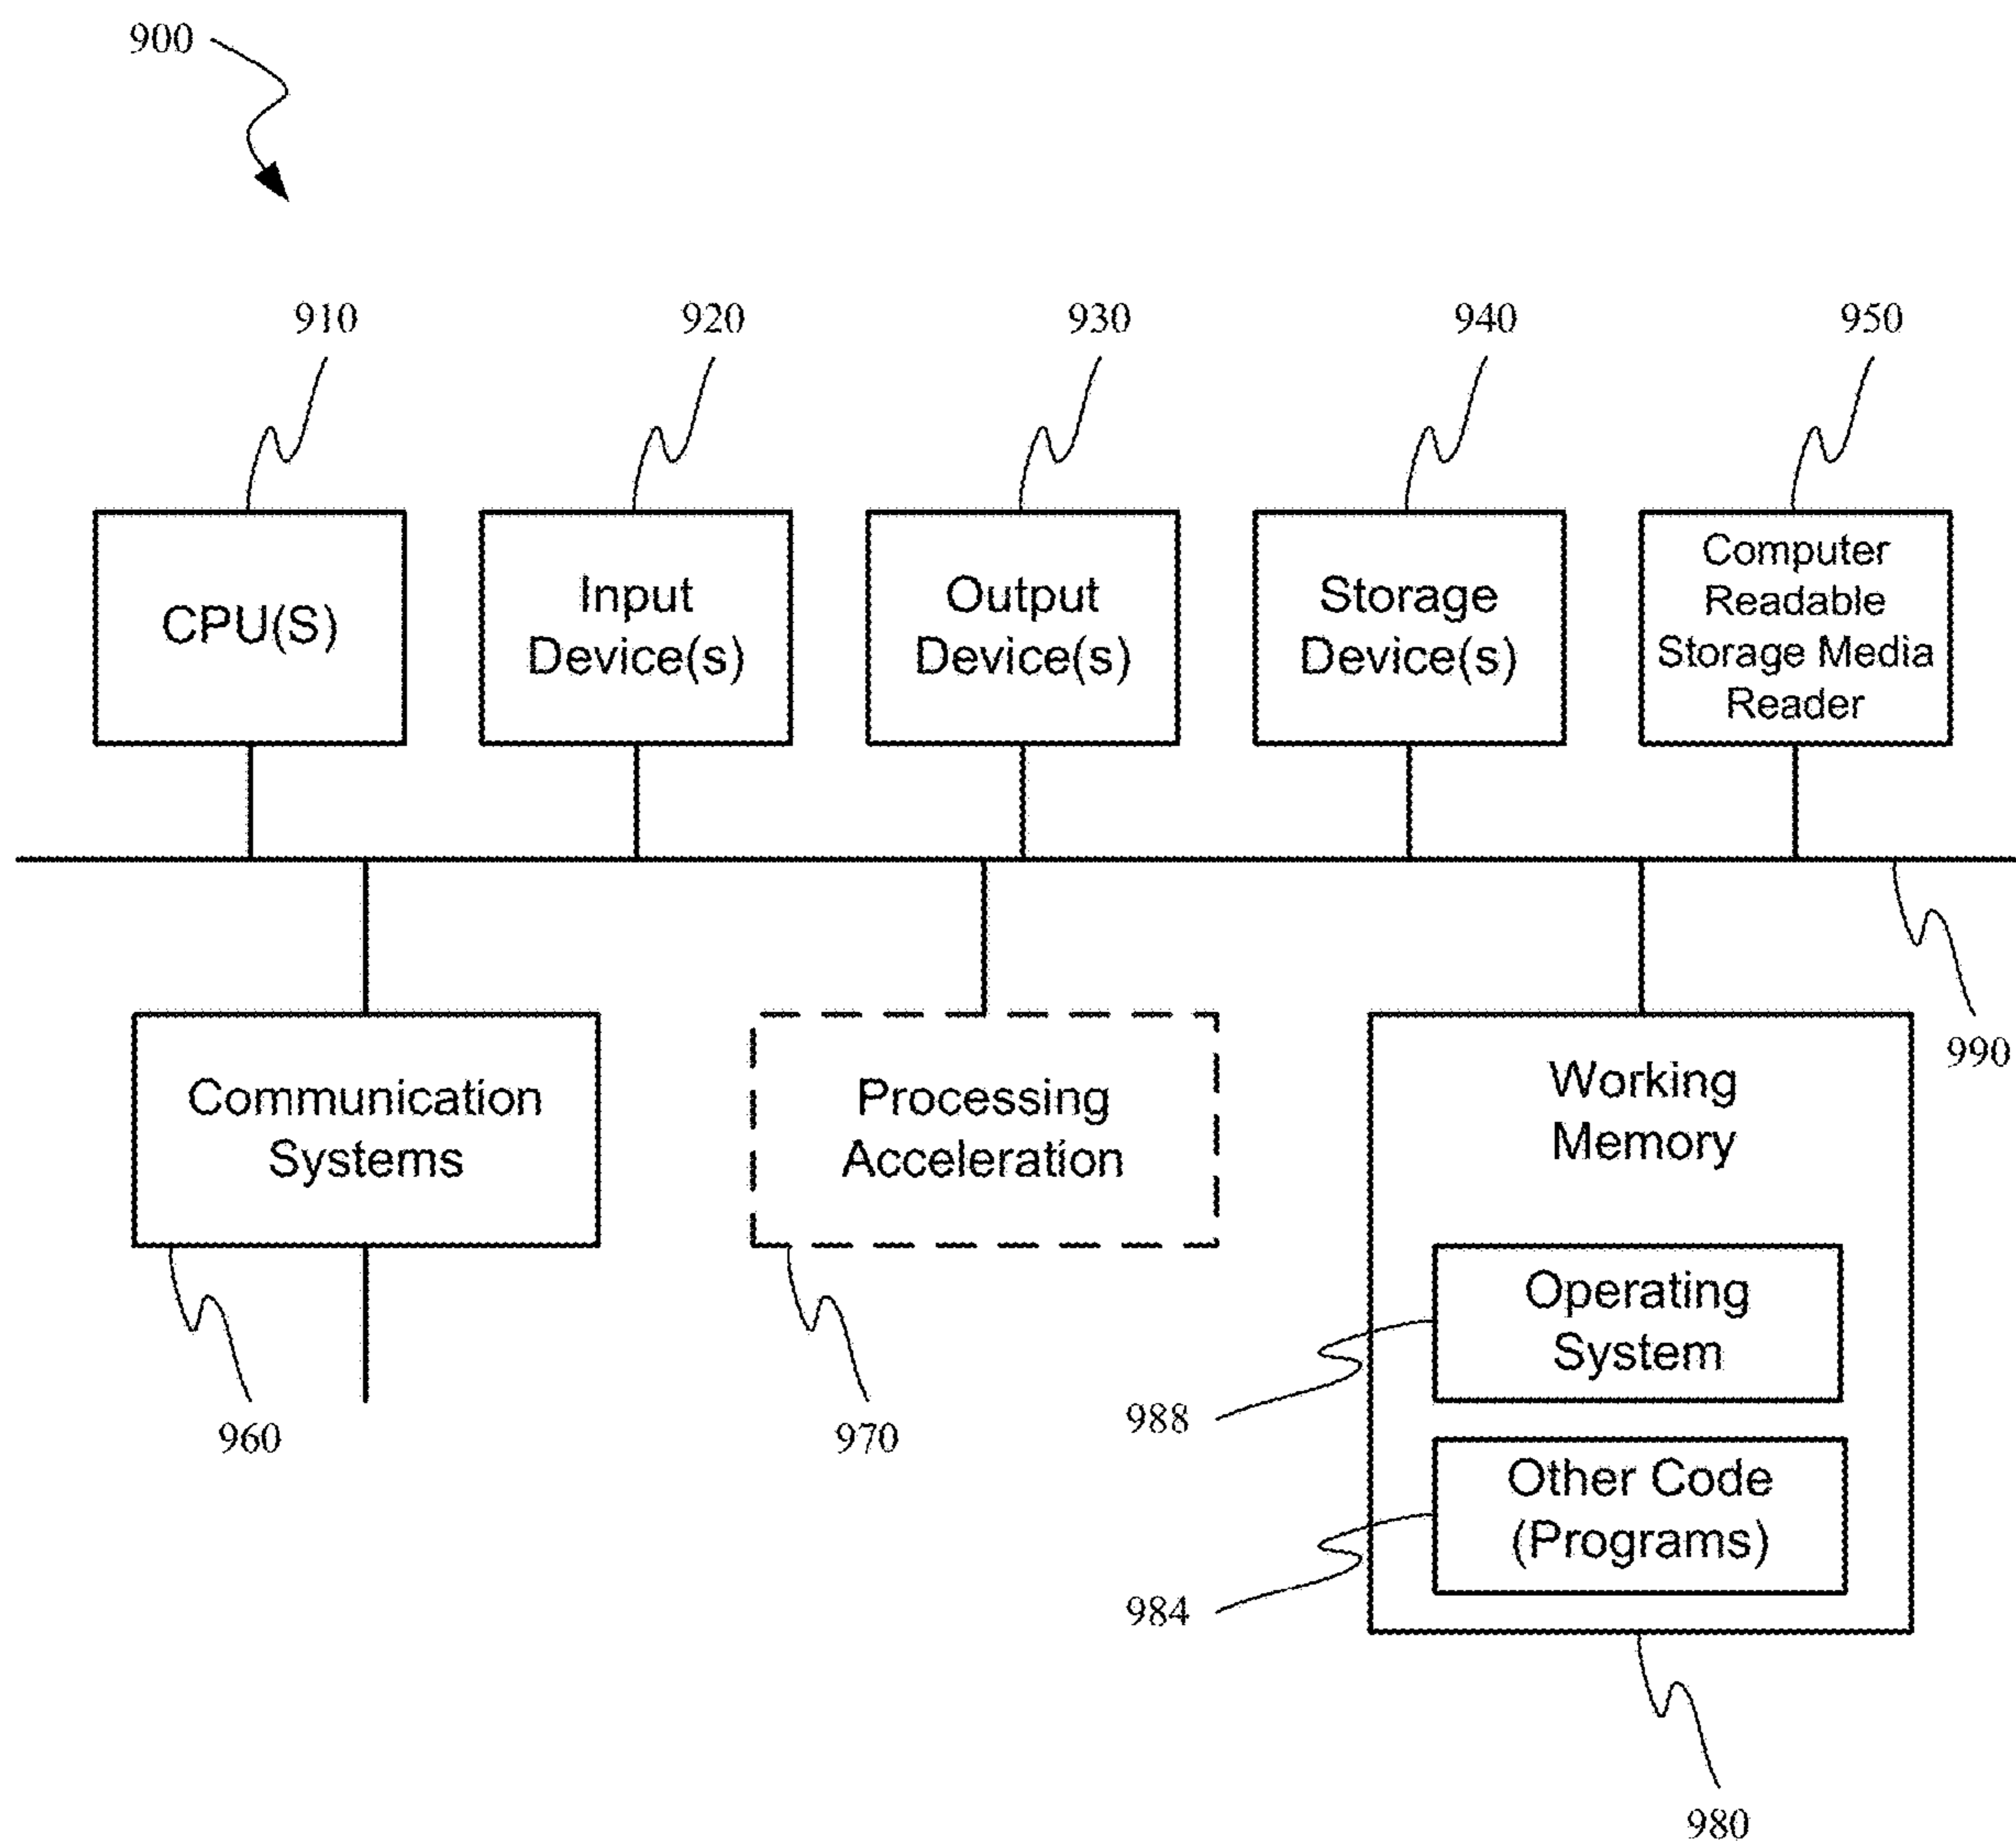 900
910
920
930
940
950
CPU(S)
Input
Device(s)
Output
Device(s)
Storage
Device(s)
Computer
Readable
Storage Media
Reader
990
Communication
Systems
Processing
Acceleration
Working
Memory
Operating
System
988
960
970
Other Code
(Programs)
984
980